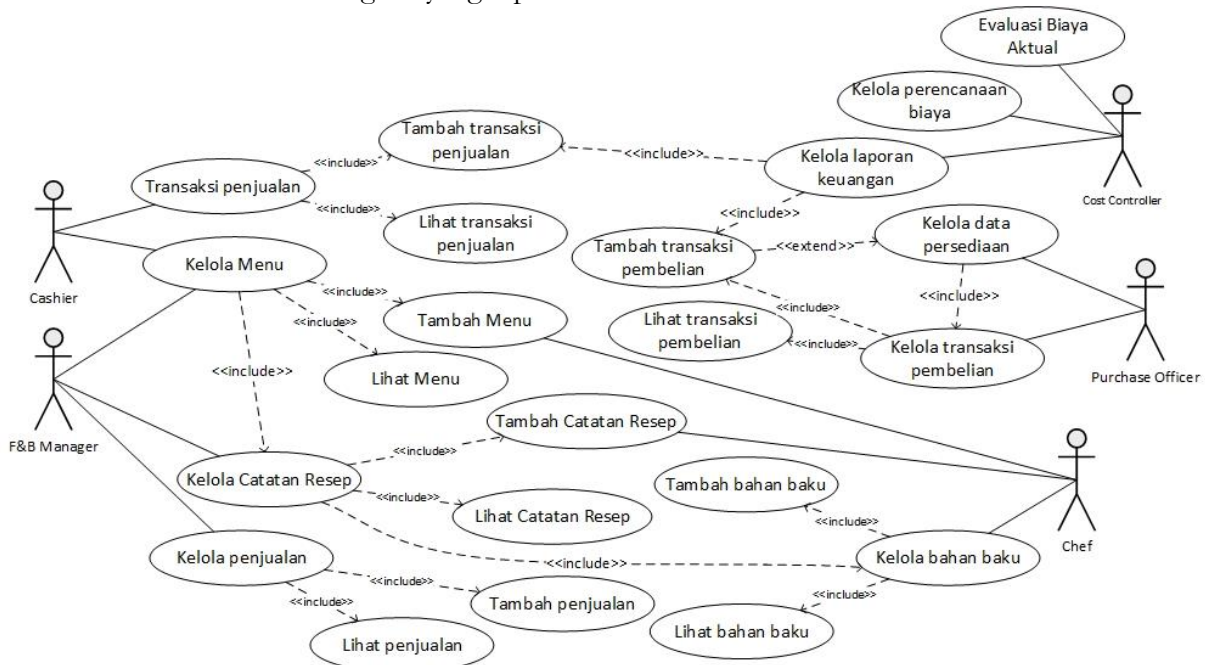 Evaluasi Biaya
Aktual
Kelola perencanaan
biaya
Tambah transaksi
penjualan
<<include>>
Kelola laporan
keuangan
<<include>>
Transaksi penjualan
Cost Controller
<<include>>
<<include>>
Lihat transaksi
penjualan
Kelola data
persediaan
Tambah transaksi
pembelian
<<extend>>
Kelola Menu
Cashier
<<include>>
<<include>>
<<include>>
Tambah Menu
<<include>>
Lihat transaksi
pembelian
<<include>>
Kelola transaksi
pembelian
<<include>>
Lihat Menu
Purchase Officer
F&B Manager
Tambah Catatan Resep
<<include>>
Kelola Catatan Resep
Tambah bahan baku
<<include>>
Lihat Catatan Resep
<<include>>
Chef
Kelola penjualan
<<include>>
Kelola bahan baku
<<include>>
<<include>>
Tambah penjualan
<<include>>
Lihat bahan baku
Lihat penjualan